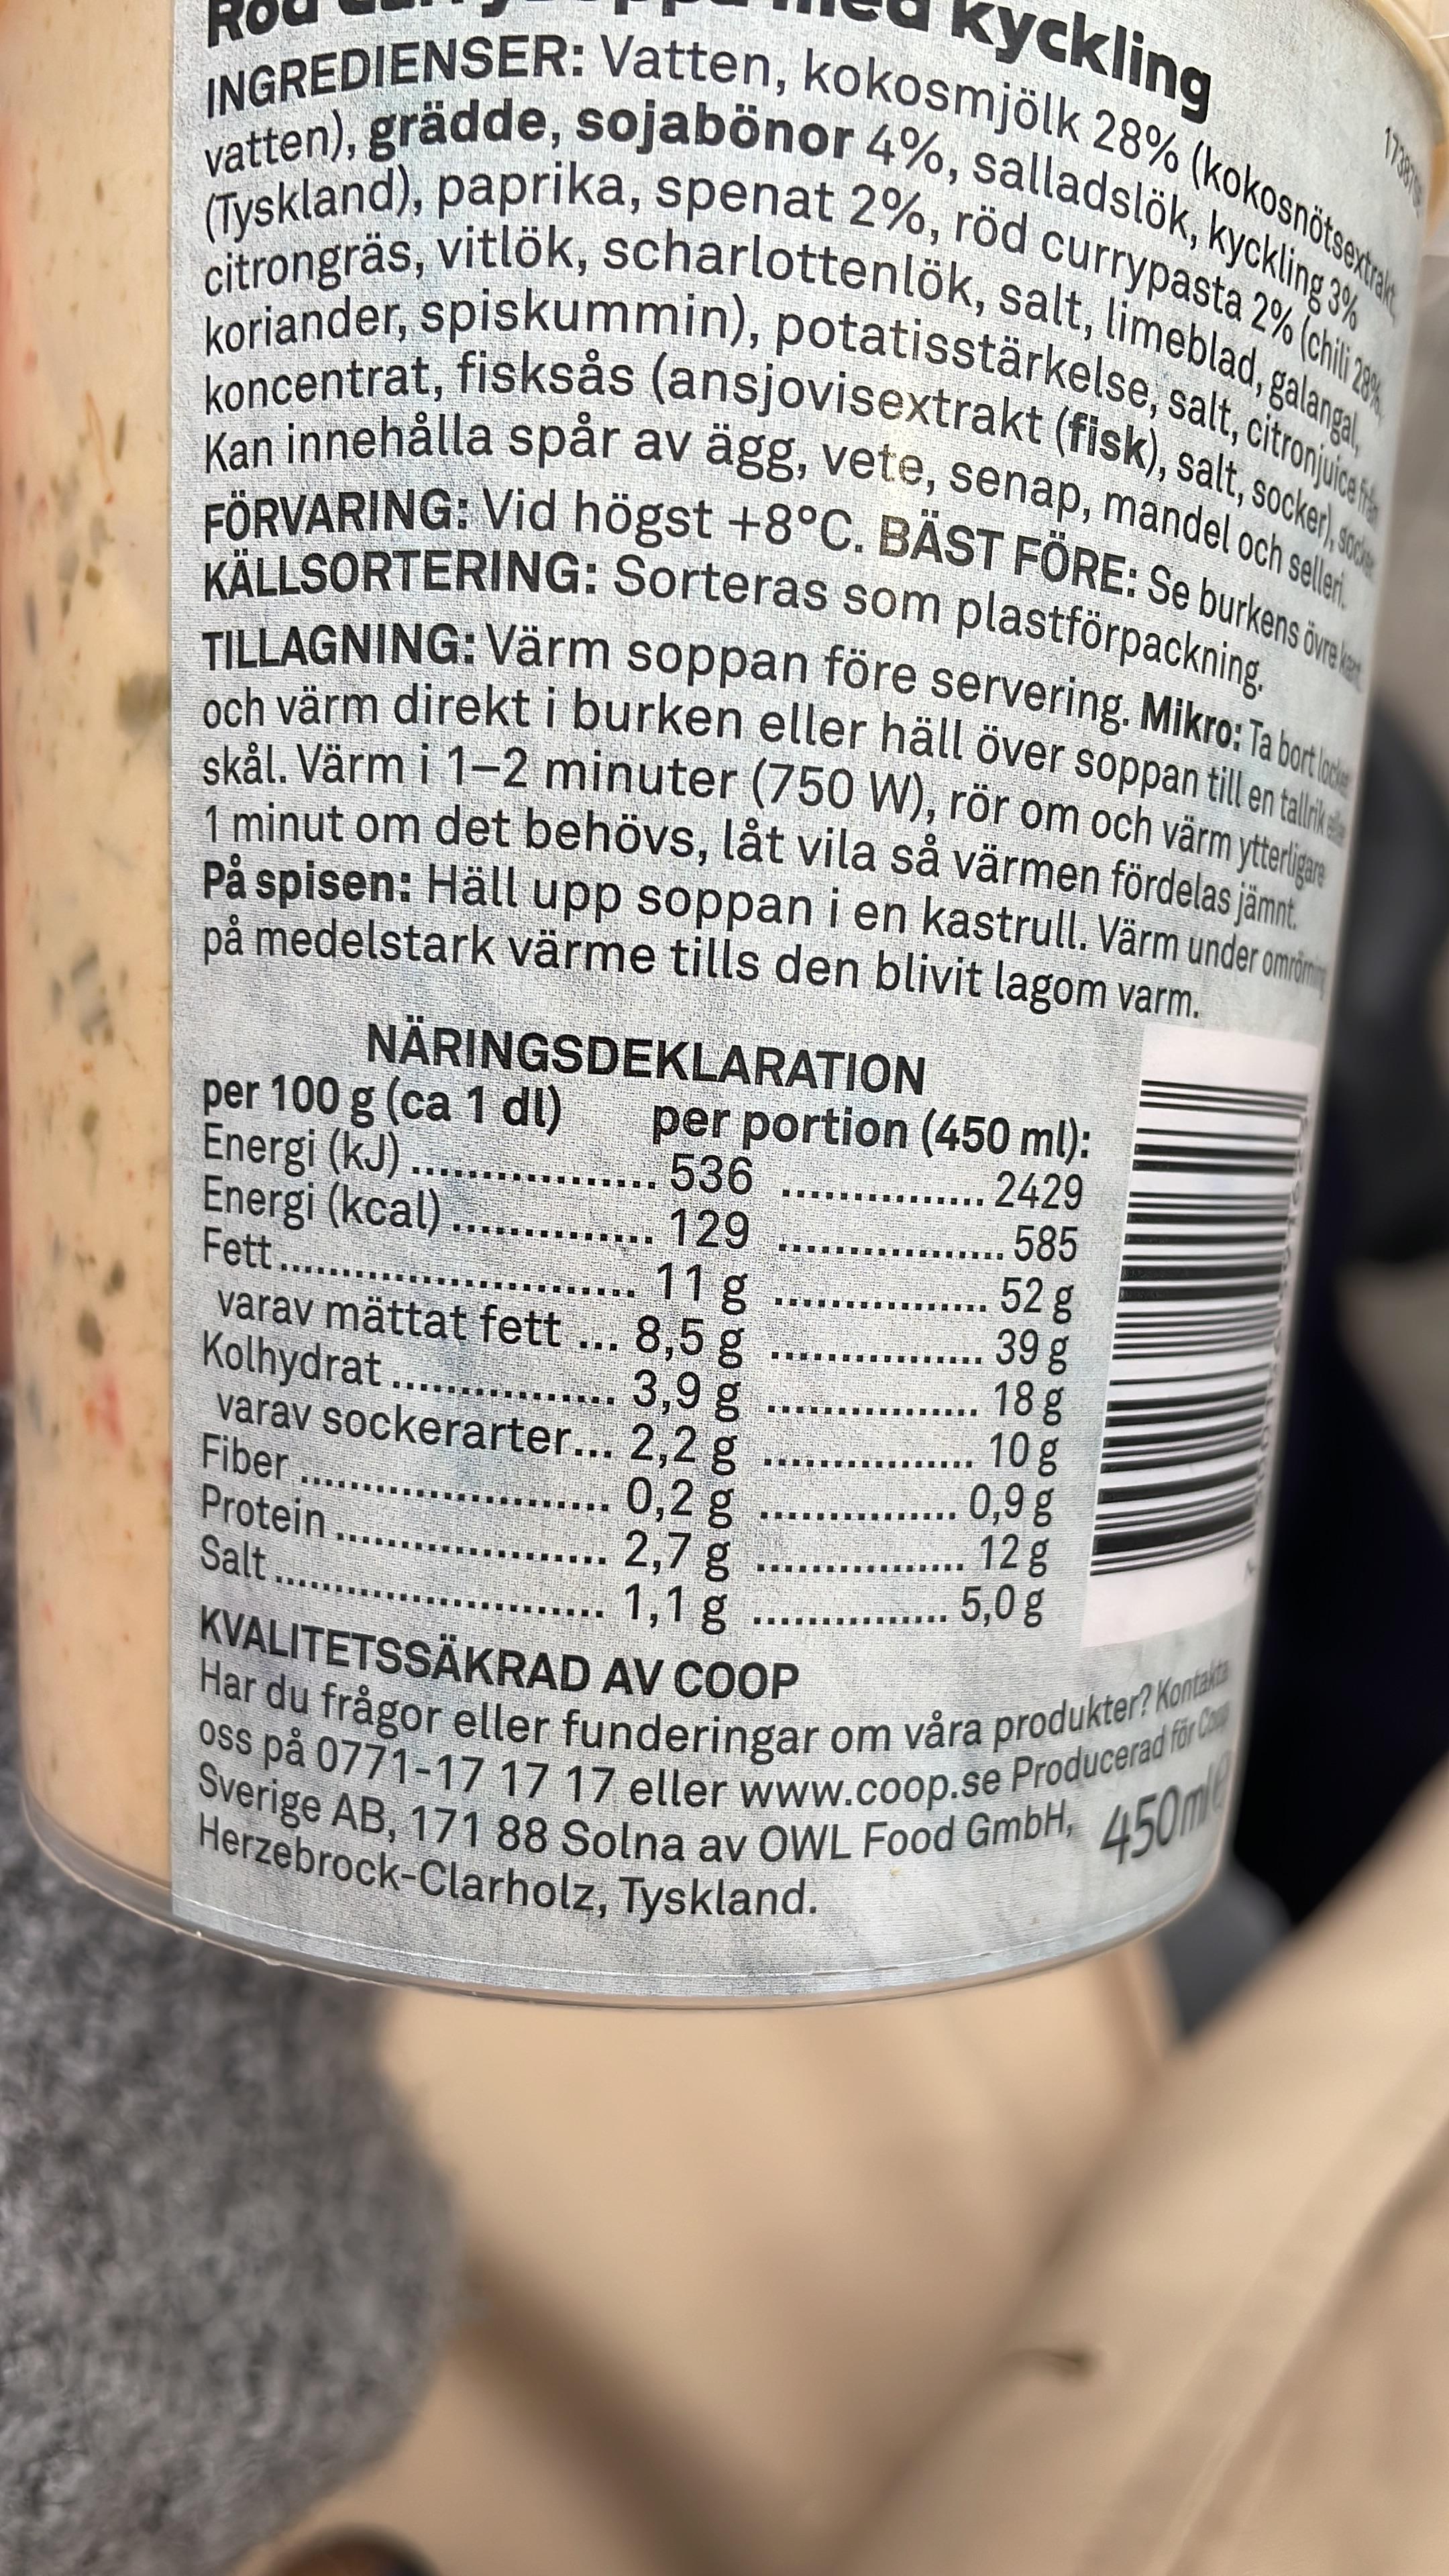 Röd currysoppa med kyckling
INGREDIENSER: Vatten, kokosmjölk 28% (kokosnötsextrakt,
vatten), grädde, sojabönor 4%, salladslök, kyckling 3%
(Tyskland), paprika, spenat 2%, röd currypasta 2% (chili 28%,
citrongräs, vitlök, scharlottenlök, salt, limeblad, galangal,
koriander, spiskummin), potatisstärkelse, salt, citronjuice från
koncentrat, fisksås (ansjovisextrakt (fisk), salt, socker), socker.
Kan innehålla spår av ägg, vete, senap, mandel och selleri.
FÖRVARING: Vid högst +8°C. BÄST FÖRE: Se burkens övre kant.
KÄLLSORTERING: Sorteras som plastförpackning.
TILLAGNING: Värm soppan före servering. Mikro: Ta bort locket
och värm direkt i burken eller häll över soppan till en tallrik eller
skål. Värm i 1–2 minuter (750 W), rör om och värm ytterligare
1 minut om det behövs, låt vila så värmen fördelas jämnt.
På spisen: Häll upp soppan i en kastrull. Värm under omrörning
på medelstark värme tills den blivit lagom varm.
NÄRINGSDEKLARATION
per 100 g (ca 1 dl) per portion (450 ml):
Energi (kJ) ................... 536 ................ 2429
Energi (kcal) ............... 129 ................. 585
Fett ........................... 11 g ................ 52 g
varav mättat fett ... 8,5 g ................ 39 g
Kolhydrat ................. 3,9 g ................ 18 g
varav sockerarter... 2,2 g ................ 10 g
Fiber ....................... 0,2 g ............... 0,9 g
Protein .................... 2,7 g ................ 12 g
Salt ......................... 1,1 g ............... 5,0 g
KVALITETSSÄKRAD AV COOP
Har du frågor eller funderingar om våra produkter? Kontakta
oss på 0771-17 17 17 eller www.coop.se Producerad för Coop
Sverige AB, 171 88 Solna av OWL Food GmbH,
Herzebrock-Clarholz, Tyskland.
450ml e